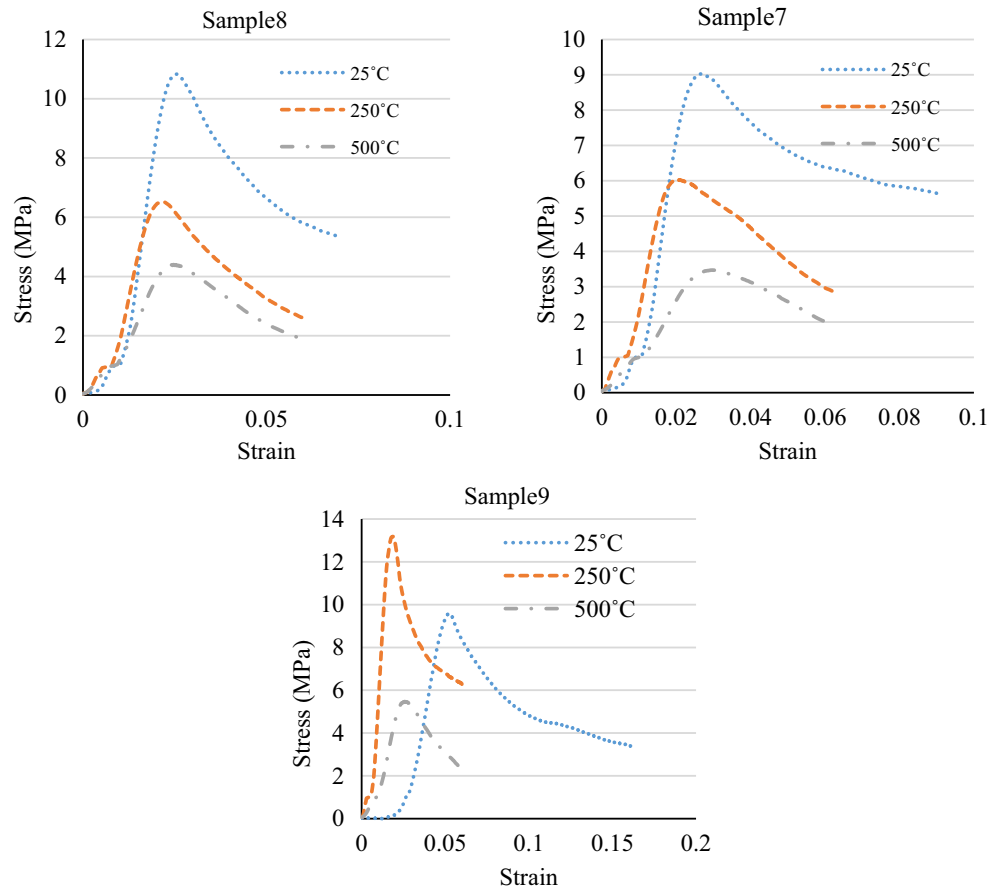 Sample8
Stress (MPa)
12
10
8
6
4
2
0
25˚C
250˚C
500˚C
0
0.05
0.1
Strain
Sample7
Stress (MPa)
10
9
8
7
6
5
4
3
2
1
0
25˚C
250˚C
500˚C
0
0.02
0.04
0.06
0.08
0.1
Strain
Sample9
Stress (MPa)
14
12
10
8
6
4
2
0
25˚C
250˚C
500˚C
0
0.05
0.1
0.15
0.2
Strain